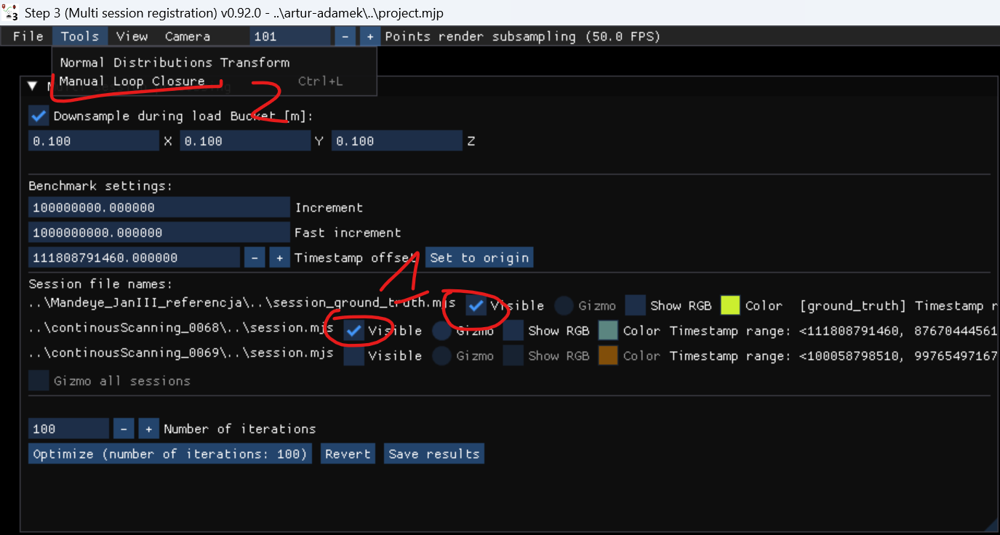 Step 3 (Multi session registration) v0.92.0 - ..\artur-adamek\..\project.mjp
File Tools View Camera 101 - + Points render subsampling (50.0 FPS)
Normal Distributions Transform
Manual Loop Closure Ctrl+L
2
Downsample during load Bucket [m]:
0.100 X 0.100 Y 0.100 Z
Benchmark settings:
100000000.000000 Increment
1000000000.000000 Fast increment
111808791460.000000 - + Timestamp offset Set to origin
1
Session file names:
..\Mandeye_JanIII_referencja\..\session_ground_truth.mjs Visible Gizmo Show RGB Color [ground_truth] Timestamp r
..\continousScanning_0068\..\session.mjs Visible Gizmo Show RGB Color Timestamp range: <111808791460, 87670444561
..\continousScanning_0069\..\session.mjs Visible Gizmo Show RGB Color Timestamp range: <100058798510, 99765497167
Gizmo all sessions
100 - + Number of iterations
Optimize (number of iterations: 100) Revert Save results